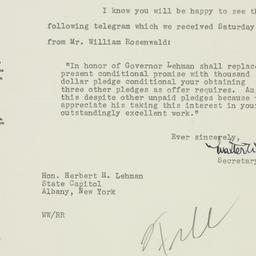 I know you will be happy to see th
following telegram which we received Saturday
from Mr. William Rosenwald:
"In honor of Governor Lehman shall replace
present conditional promise with thousand
dollar pledge conditional your obtaining
three other pledges as offer requires. Am
this despite other unpaid pledges because
appreciate his taking this interest in your
outstandingly excellent work."
Ever sincerely,
Walter W
Secretary
Hon. Herbert H. Lehman
State Capitol
Albany, New York
WW/RR